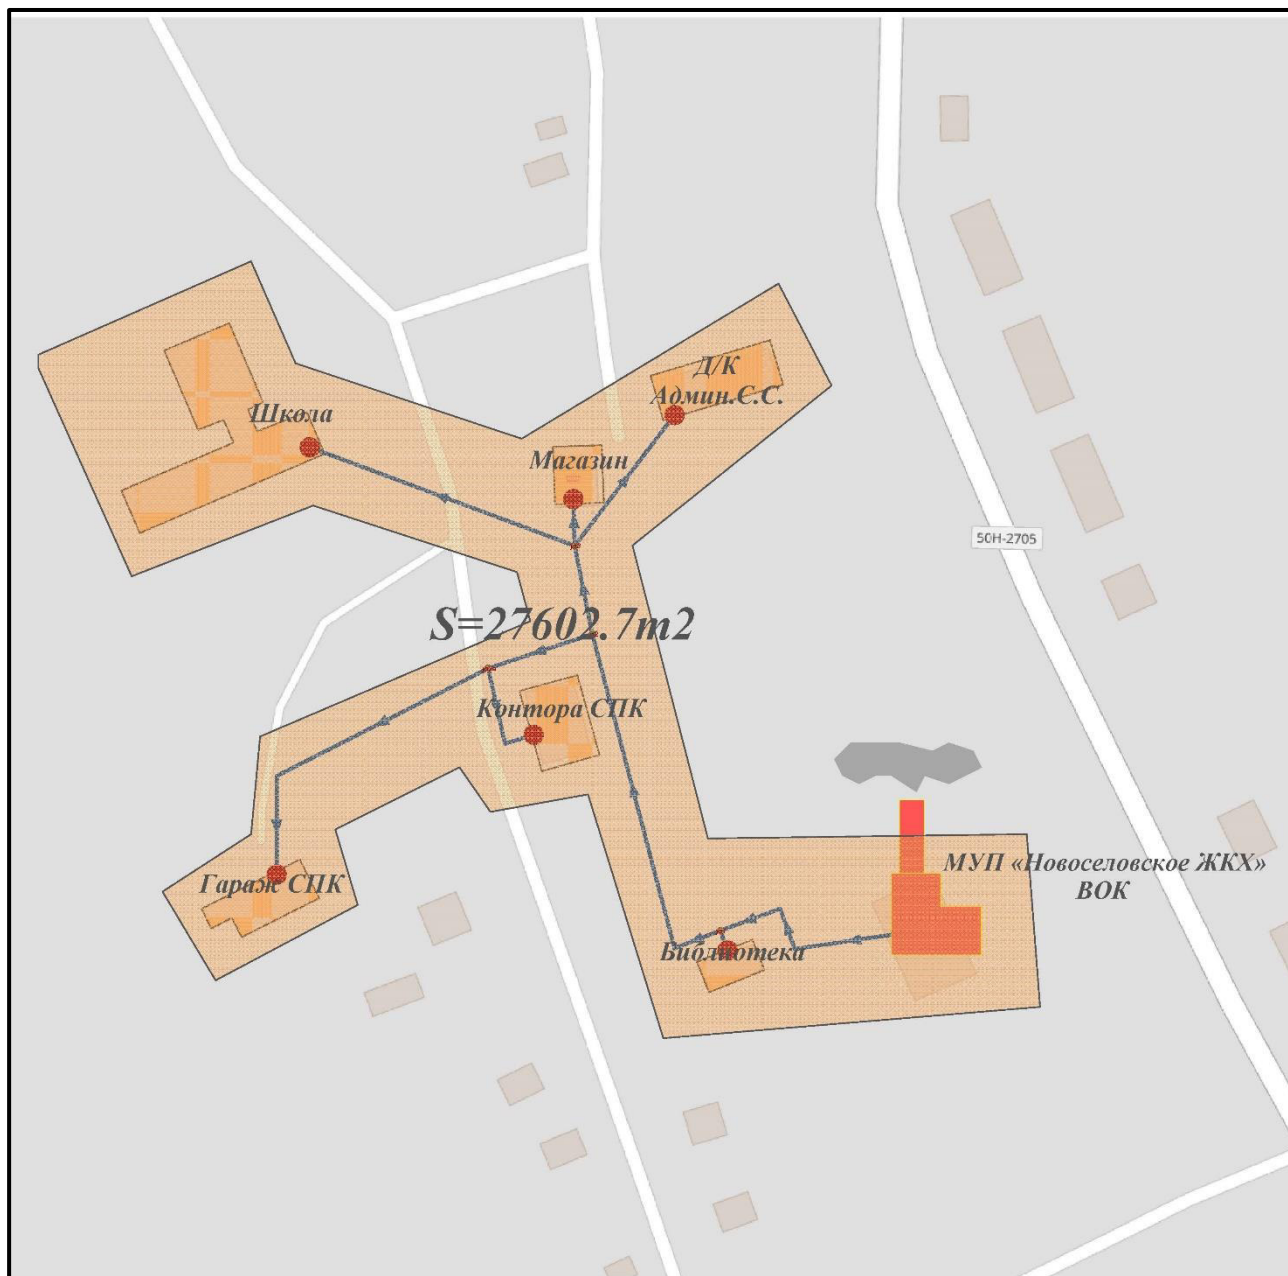 Д/К
Админ.С.С.
Школа
Магазин
50Н-2705
S=27602.7m2
Контора СПК
МУП «Новоселовское ЖКХ»
ВОК
Гараж СПК
Библиотека